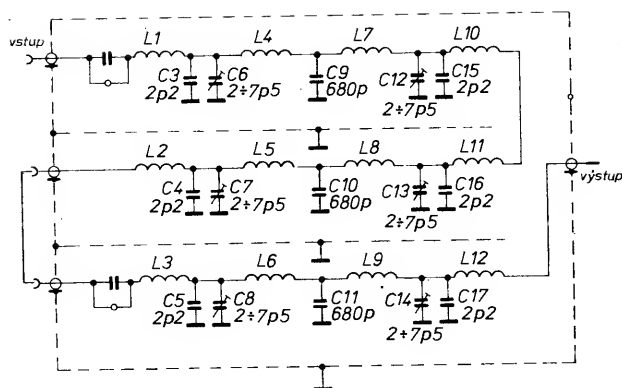 vstup
L1
L4
L7
L10
C3
2p2
C6
2÷7p5
C9
680p
C12
2÷7p5
C15
2p2
L2
L5
L8
L11
C4
2p2
C7
2÷7p5
C10
680p
C13
2÷7p5
C16
2p2
výstup
L3
L6
L9
L12
C5
2p2
C8
2÷7p5
C11
680p
C14
2÷7p5
C17
2p2